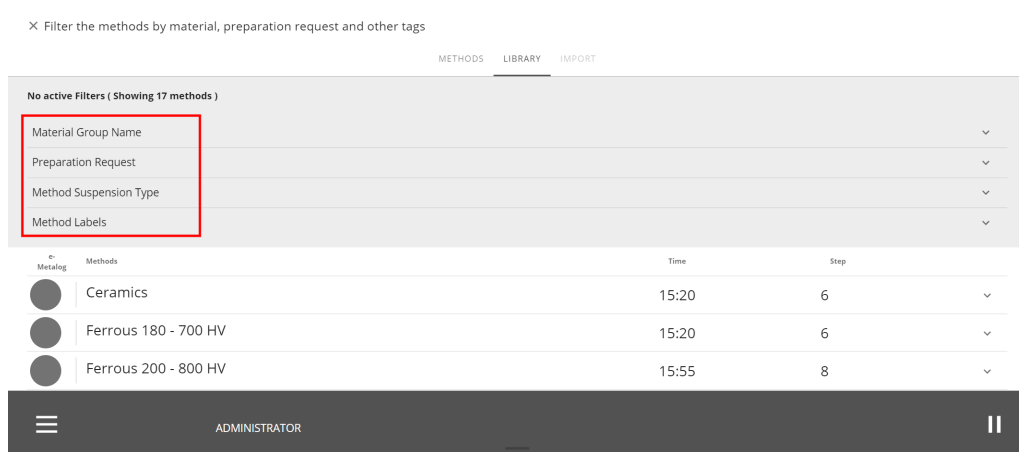 × Filter the methods by material, preparation request and other tags
METHODS LIBRARY IMPORT
No active Filters ( Showing 17 methods )
Material Group Name
Preparation Request
Method Suspension Type
Method Labels
e-
Metalog Methods Time Step
Ceramics 15:20 6
Ferrous 180 - 700 HV 15:20 6
Ferrous 200 - 800 HV 15:55 8
ADMINISTRATOR